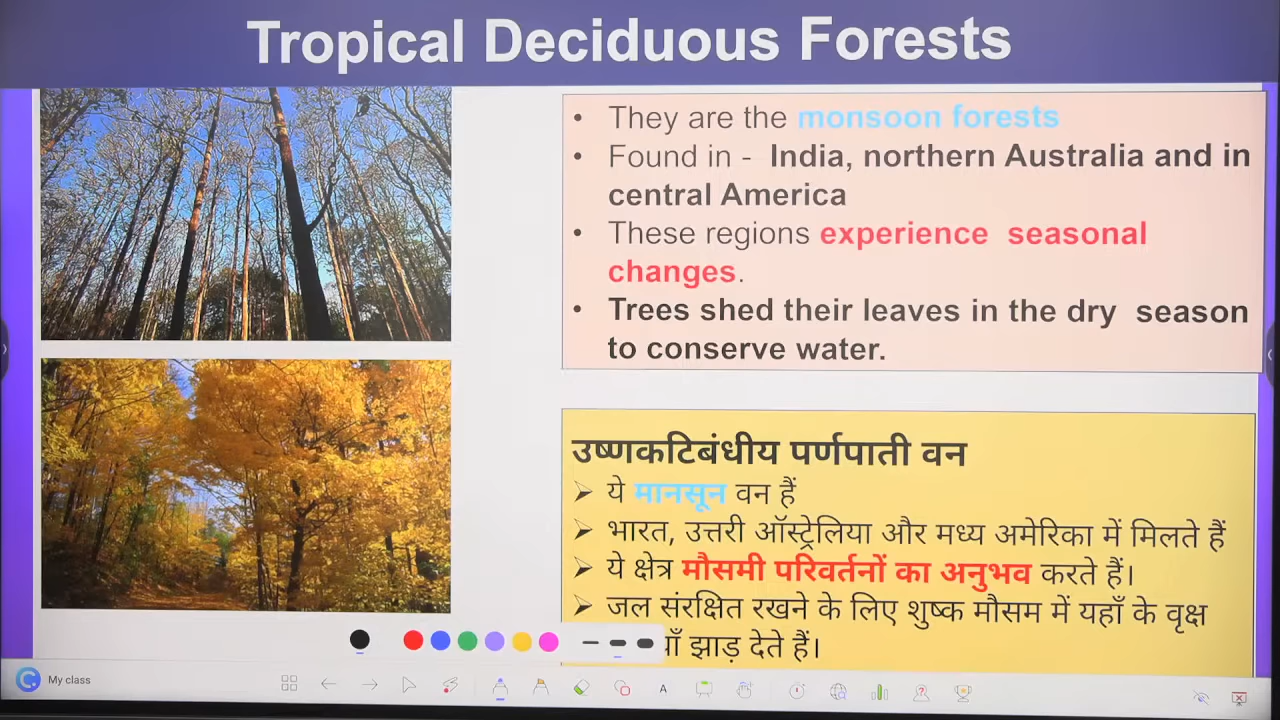 Tropical Deciduous Forests
• They are the monsoon forests
• Found in - India, northern Australia and in
central America
• These regions experience seasonal
changes.
• Trees shed their leaves in the dry season
to conserve water.
उष्णकटिबंधीय पर्णपाती वन
➢ ये मानसून वन हैं
➢ भारत, उत्तरी ऑस्ट्रेलिया और मध्य अमेरिका में मिलते हैं
➢ ये क्षेत्र मौसमी परिवर्तनों का अनुभव करते हैं।
➢ जल संरक्षित रखने के लिए शुष्क मौसम में यहाँ के वृक्ष
झाड़ देते हैं।
My class
A